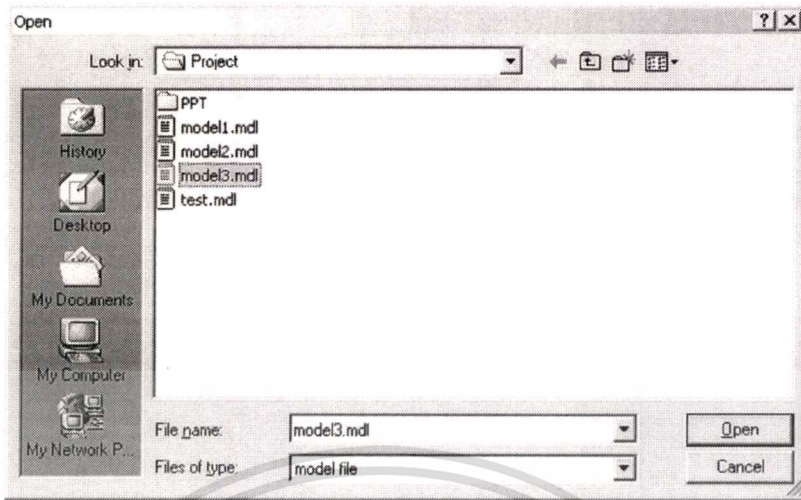 Open
Look in: Project
History
Desktop
My Documents
My Computer
My Network P...
PPT
model1.mdl
model2.mdl
model3.mdl
test.mdl
File name: model3.mdl Open
Files of type: model file Cancel